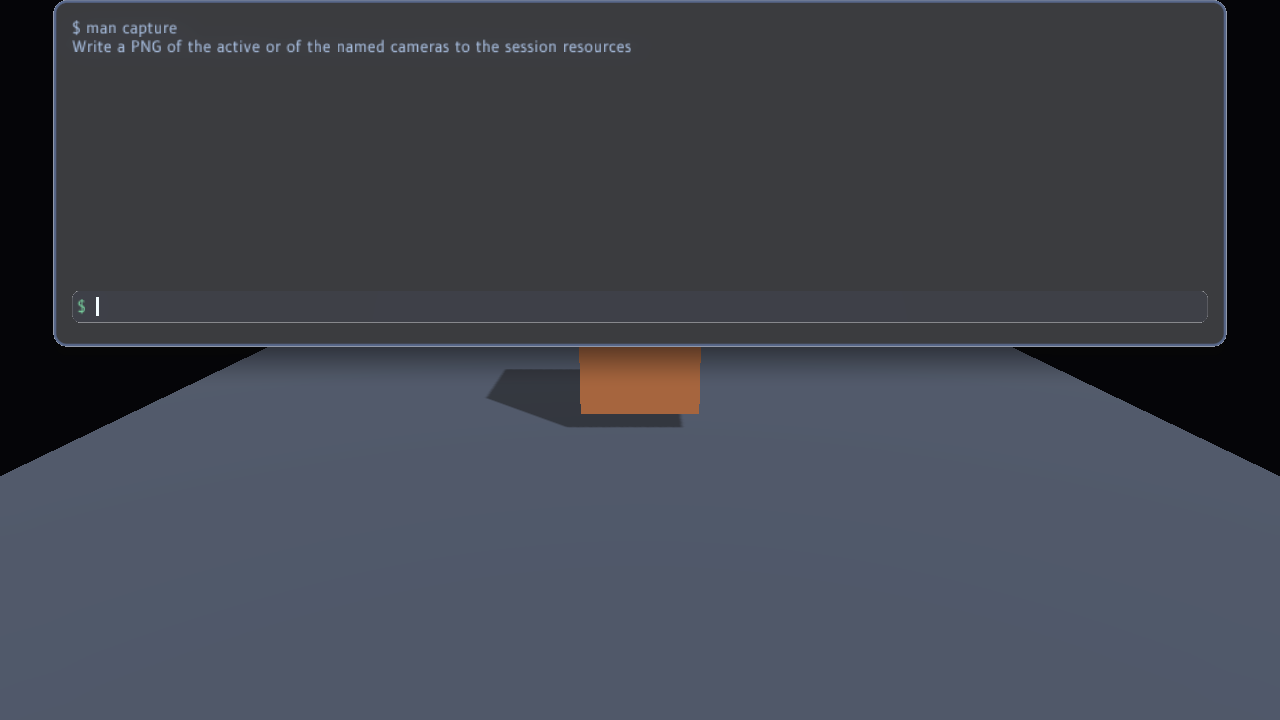 $ man capture
Write a PNG of the active or of the named cameras to the session resources
$